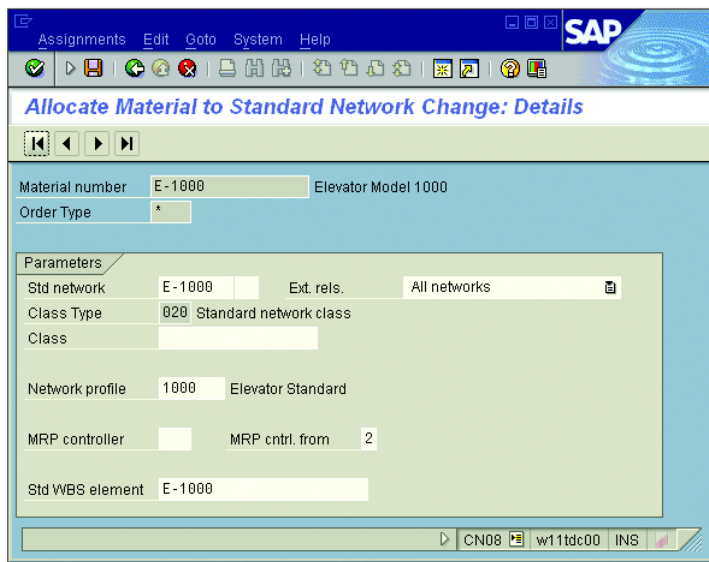 SAP
Assignments Edit Goto System Help
Allocate Material to Standard Network Change: Details
Material number E-1000 Elevator Model 1000
Order Type *
Parameters
Std network E-1000 Ext. rels. All networks
Class Type 020 Standard network class
Class
Network profile 1000 Elevator Standard
MRP controller MRP cntrl. from 2
Std WBS element E-1000
CN08 w11tdc00 INS